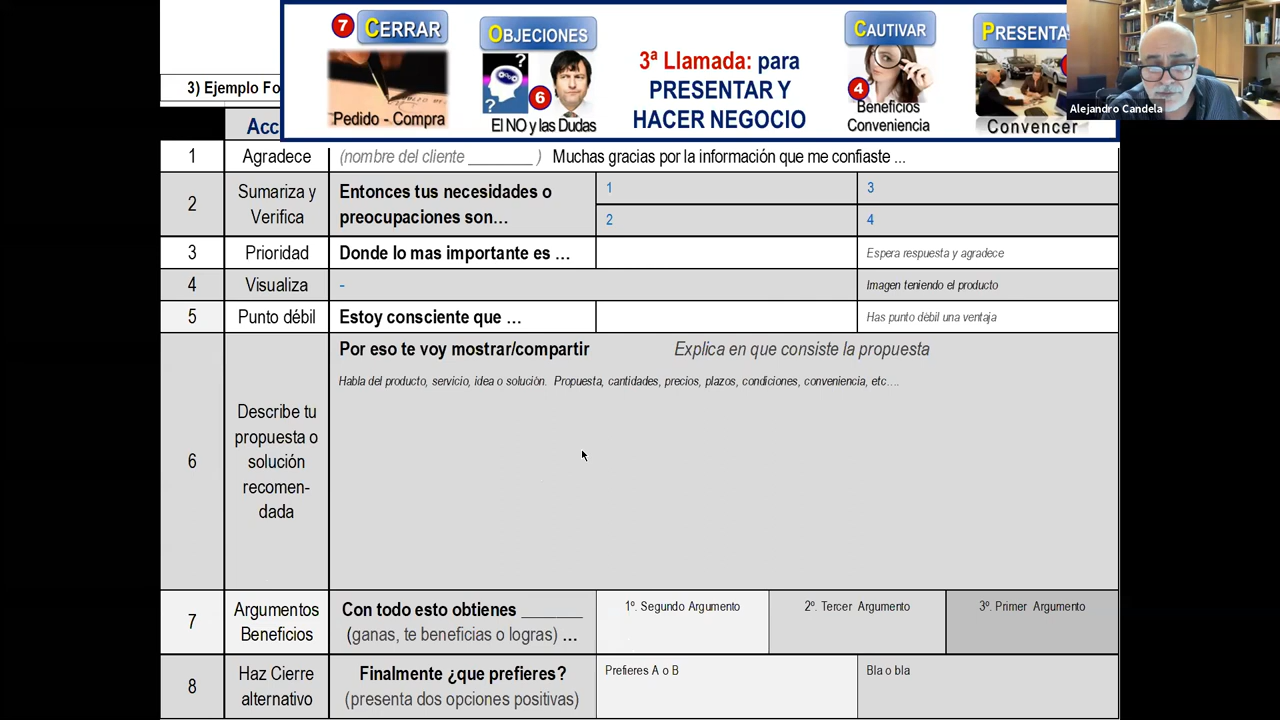 7 CERRAR
Pedido - Compra
OBJECIONES
? ?
6
El NO y las Dudas
3ª Llamada: para
PRESENTAR Y
HACER NEGOCIO
CAUTIVAR
4
Beneficios
Conveniencia
PRESENTA
Convencer
Alejandro Candela
3) Ejemplo Fo
Acc
1 Agradece (nombre del cliente ________ ) Muchas gracias por la información que me confiaste ...
2 Sumariza y
Verifica
Entonces tus necesidades o
preocupaciones son…
1 3
2 4
3 Prioridad Donde lo mas importante es … Espera respuesta y agradece
4 Visualiza - Imagen teniendo el producto
5 Punto débil Estoy consciente que … Has punto débil una ventaja
6 Describe tu
propuesta o
solución
recomen-
dada
Por eso te voy mostrar/compartir Explica en que consiste la propuesta
Habla del producto, servicio, idea o solución. Propuesta, cantidades, precios, plazos, condiciones, conveniencia, etc….
7 Argumentos
Beneficios
Con todo esto obtienes ______
(ganas, te beneficias o logras) …
1º. Segundo Argumento 2º. Tercer Argumento 3º. Primer Argumento
8 Haz Cierre
alternativo
Finalmente ¿que prefieres?
(presenta dos opciones positivas)
Prefieres A o B Bla o bla